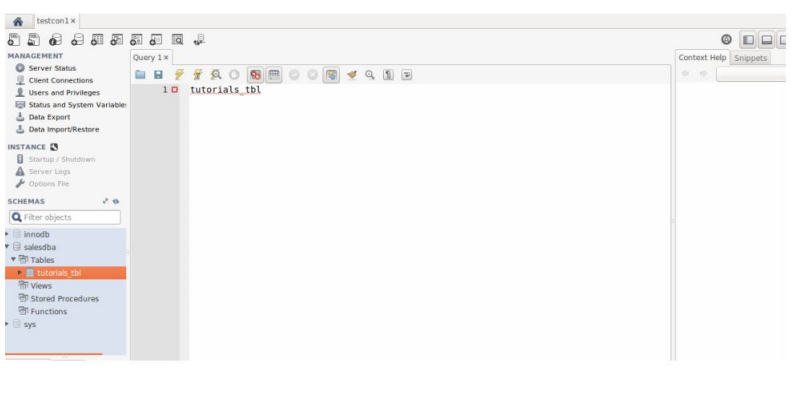 testcon1 ×
MANAGEMENT
Server Status
Client Connections
Users and Privileges
Status and System Variable
Data Export
Data Import/Restore
INSTANCE
Startup / Shutdown
Server Logs
Options File
SCHEMAS
Filter objects
innodb
salesdba
Tables
tutorials_tbl
Views
Stored Procedures
Functions
sys
Query 1 ×
1 tutorials_tbl
Context Help Snippets